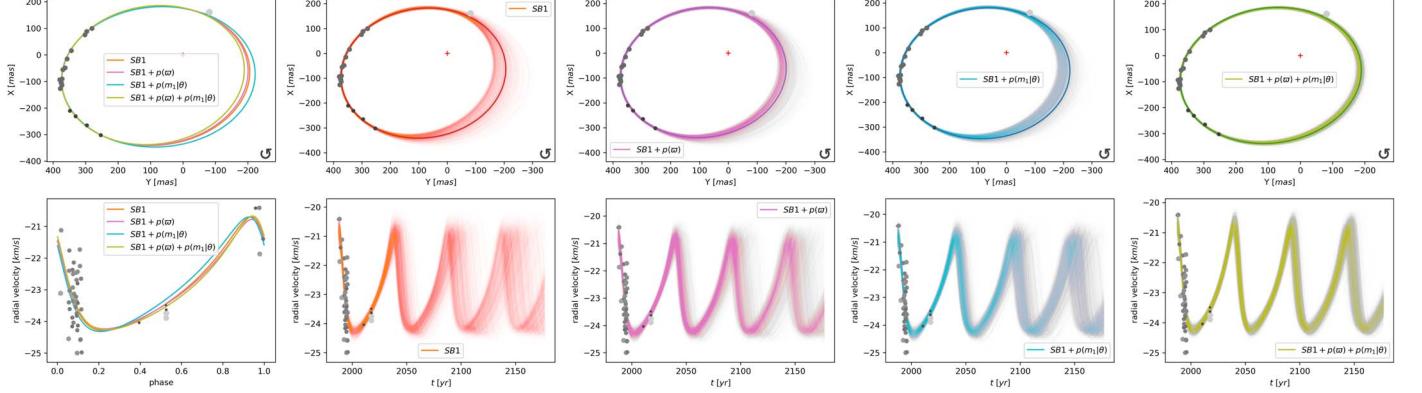 200
100
0
−100
−200
−300
−400
X [mas]
SB1
SB1 + p(ϖ)
SB1 + p(m₁|θ)
SB1 + p(ϖ) + p(m₁|θ)
↺
400 300 200 100 0 −100 −200
Y [mas]
200
100
0
−100
−200
−300
−400
X [mas]
SB1
↺
400 300 200 100 0 −100 −200 −300
Y [mas]
200
100
0
−100
−200
−300
−400
X [mas]
SB1 + p(ϖ)
↺
400 300 200 100 0 −100 −200 −300
Y [mas]
200
100
0
−100
−200
−300
−400
X [mas]
SB1 + p(m₁|θ)
↺
400 300 200 100 0 −100 −200 −300
Y [mas]
200
100
0
−100
−200
−300
−400
X [mas]
SB1 + p(ϖ) + p(m₁|θ)
↺
400 300 200 100 0 −100 −200
Y [mas]
−21
−22
−23
−24
−25
radial velocity [km/s]
SB1
SB1 + p(ϖ)
SB1 + p(m₁|θ)
SB1 + p(ϖ) + p(m₁|θ)
0.0 0.2 0.4 0.6 0.8 1.0
phase
−20
−21
−22
−23
−24
−25
radial velocity [km/s]
SB1
2000 2050 2100 2150
t [yr]
−20
−21
−22
−23
−24
−25
radial velocity [km/s]
SB1 + p(ϖ)
2000 2050 2100 2150
t [yr]
−20
−21
−22
−23
−24
−25
radial velocity [km/s]
SB1 + p(m₁|θ)
2000 2050 2100 2150
t [yr]
−20
−21
−22
−23
−24
−25
radial velocity [km/s]
SB1 + p(ϖ) + p(m₁|θ)
2000 2050 2100 2150
t [yr]